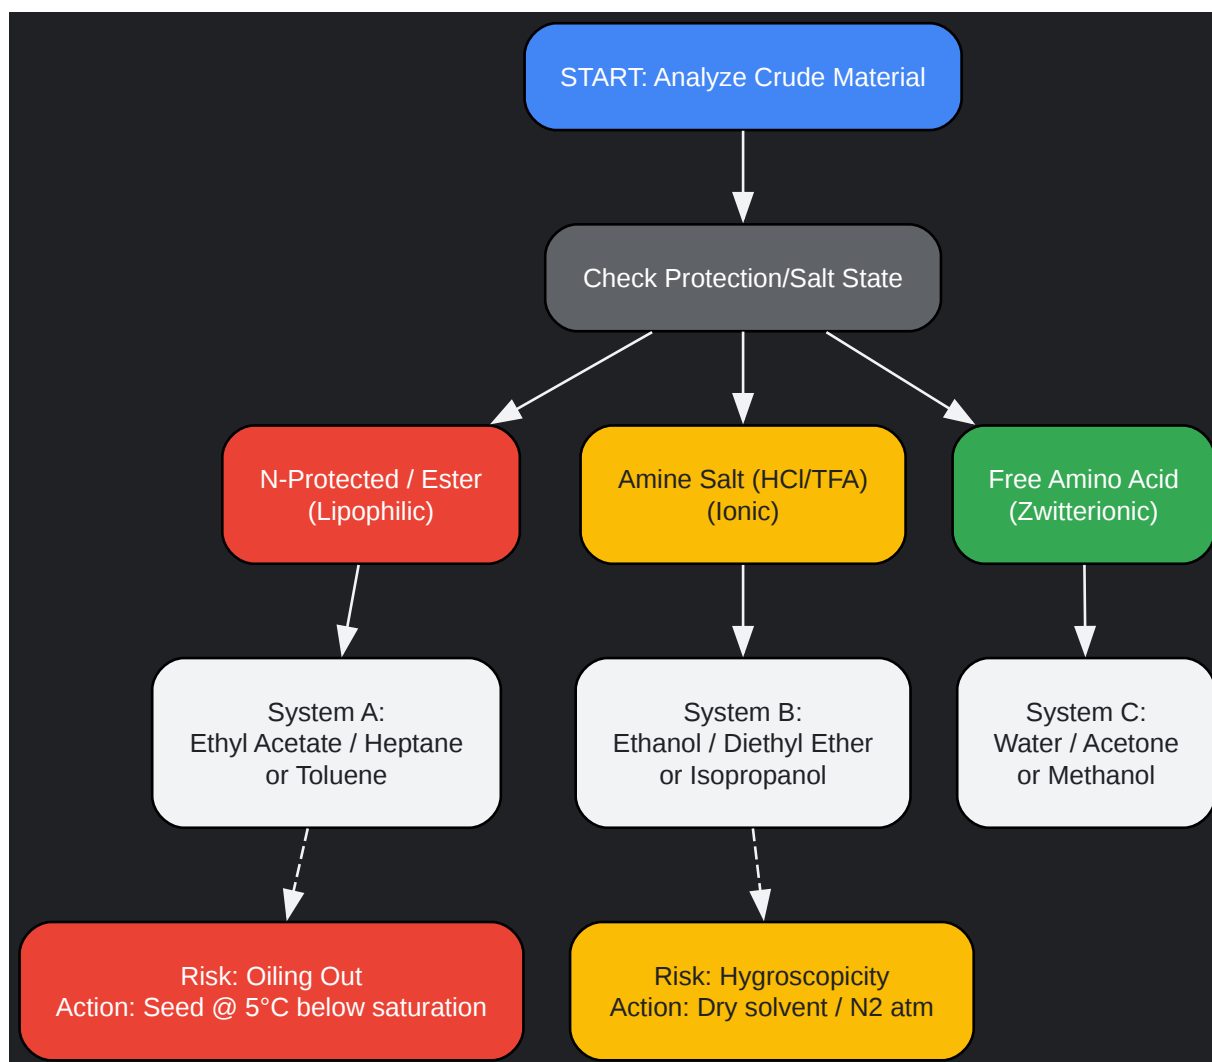 START: Analyze Crude Material
Check Protection/Salt State
N-Protected / Ester
(Lipophilic)
Amine Salt (HCl/TFA)
(Ionic)
Free Amino Acid
(Zwitterionic)
System A:
Ethyl Acetate / Heptane
or Toluene
System B:
Ethanol / Diethyl Ether
or Isopropanol
System C:
Water / Acetone
or Methanol
Risk: Oiling Out
Action: Seed @ 5°C below saturation
Risk: Hygroscopicity
Action: Dry solvent / N2 atm